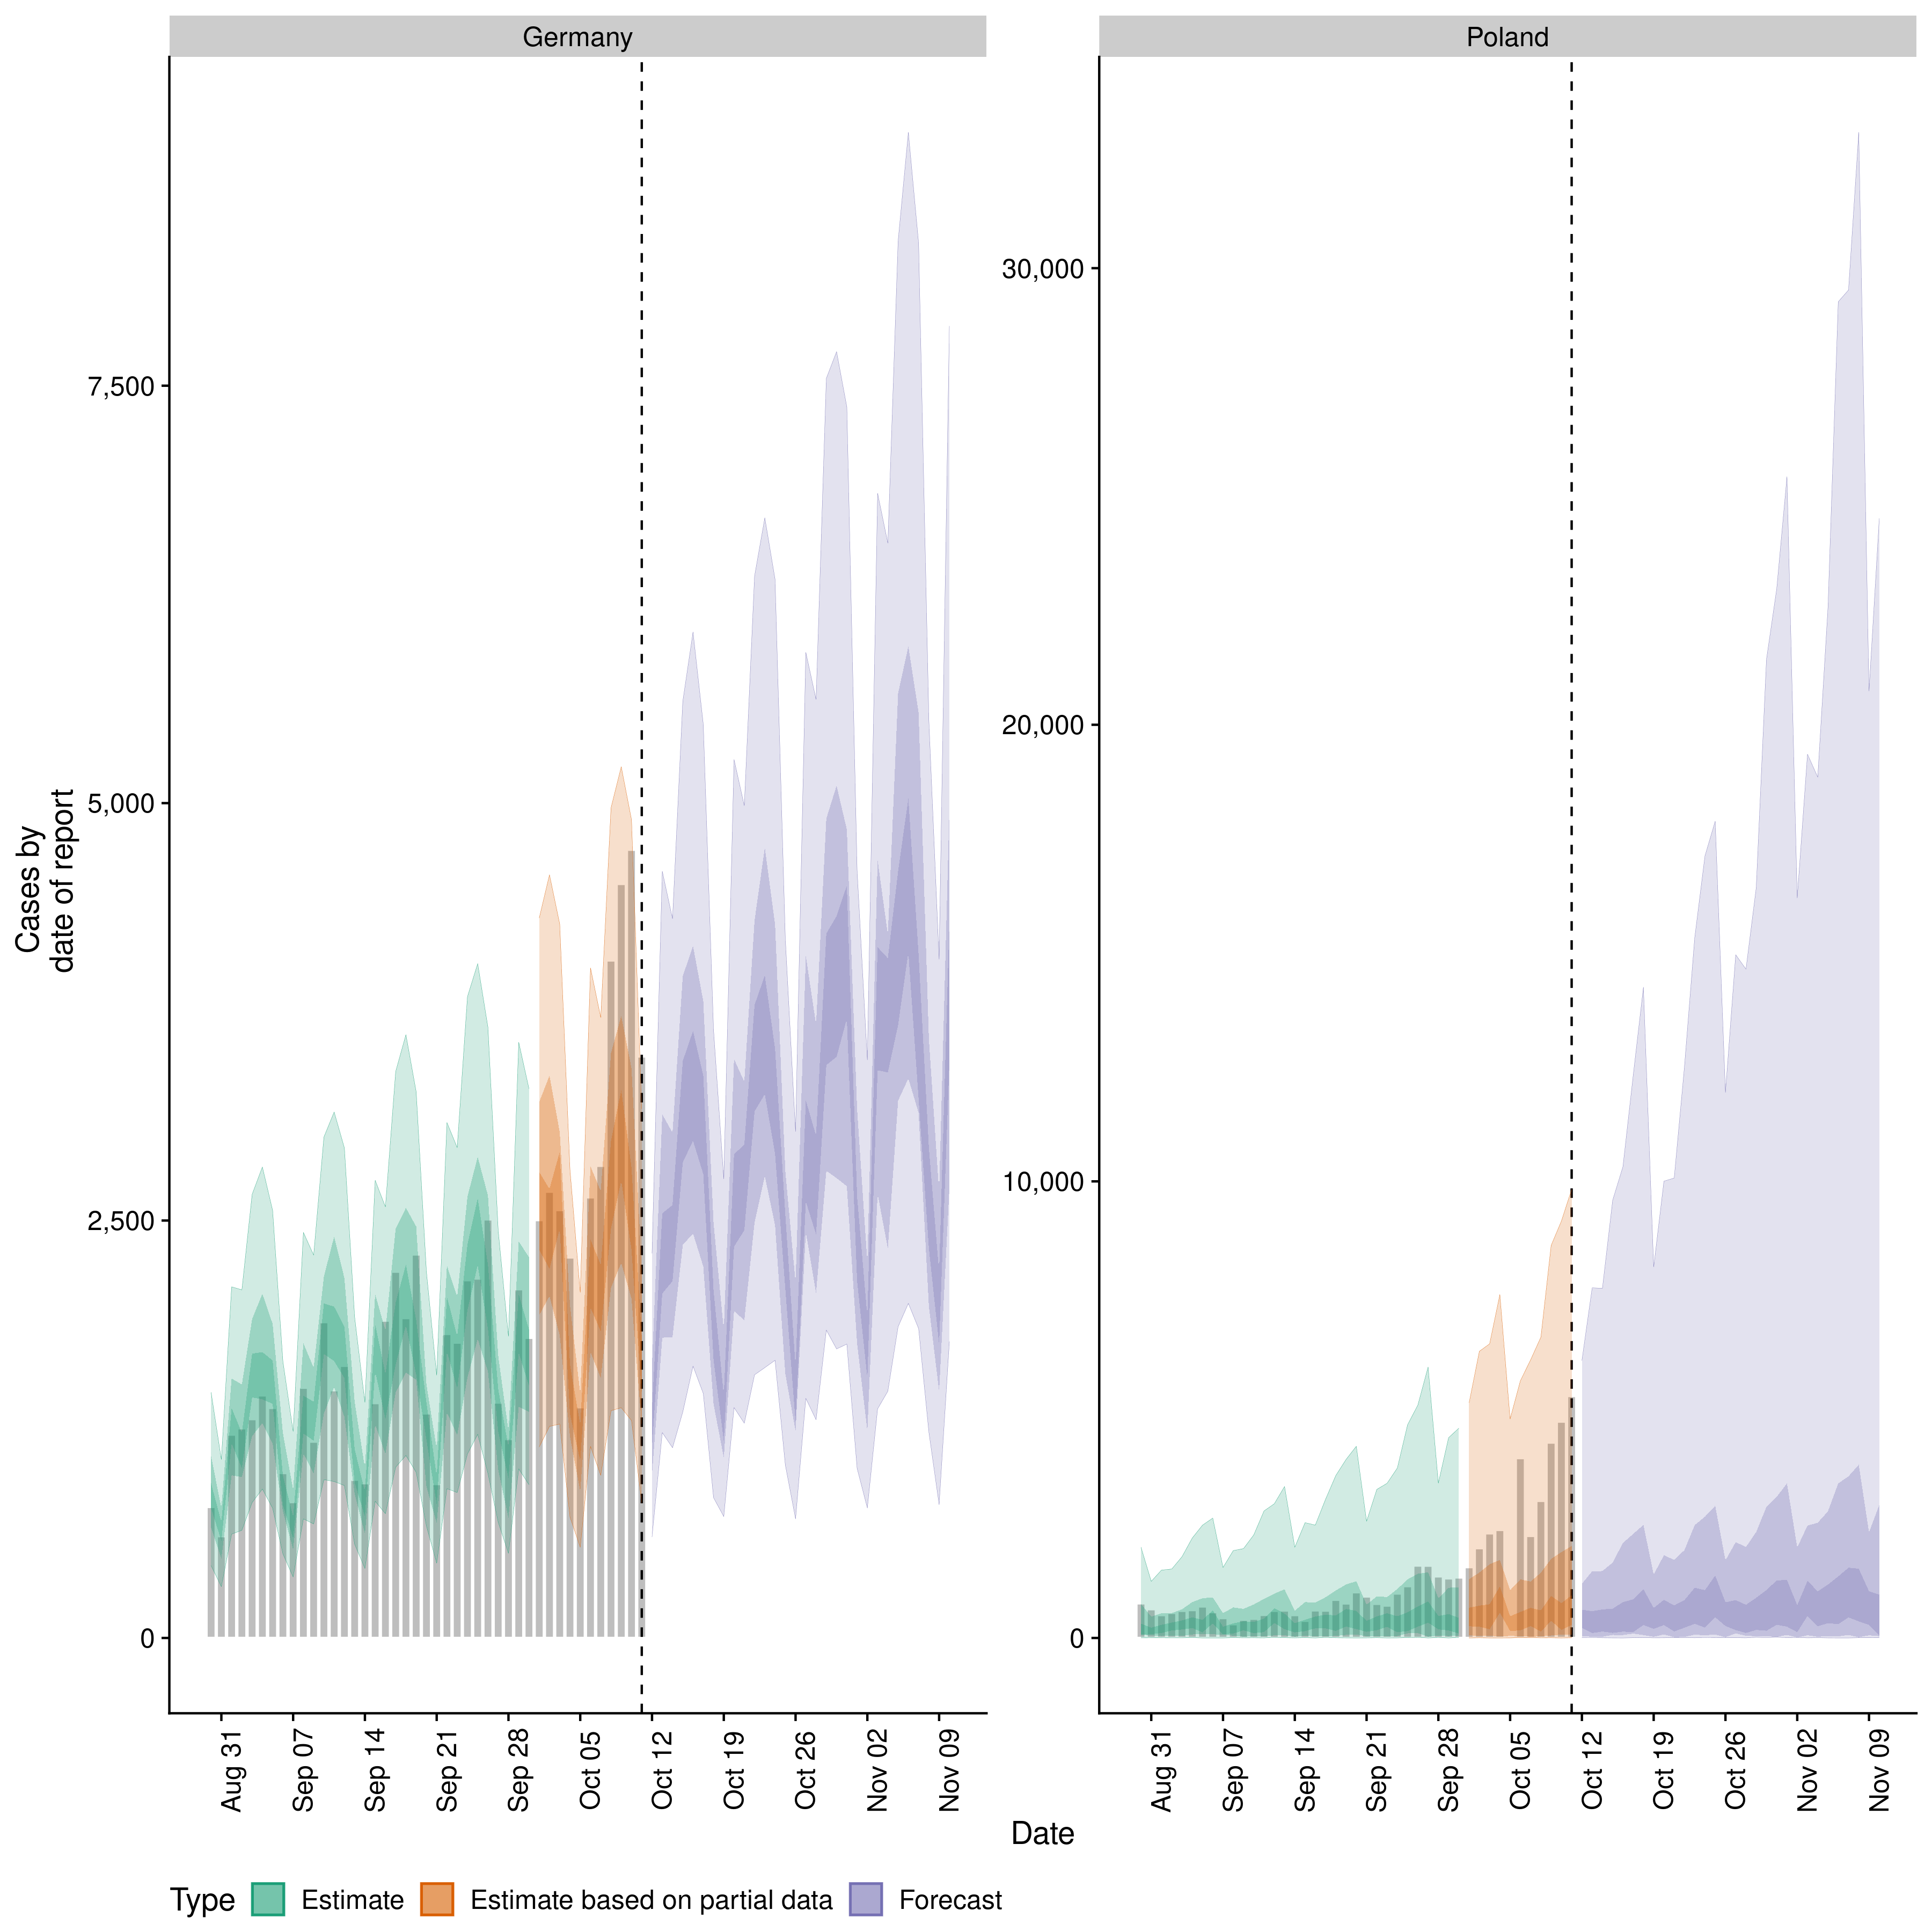 Germany
Poland
Cases by
date of report
7,500
5,000
2,500
0
30,000
20,000
10,000
0
Aug 31
Sep 07
Sep 14
Sep 21
Sep 28
Oct 05
Oct 12
Oct 19
Oct 26
Nov 02
Nov 09
Aug 31
Sep 07
Sep 14
Sep 21
Sep 28
Oct 05
Oct 12
Oct 19
Oct 26
Nov 02
Nov 09
Date
Type Estimate Estimate based on partial data Forecast